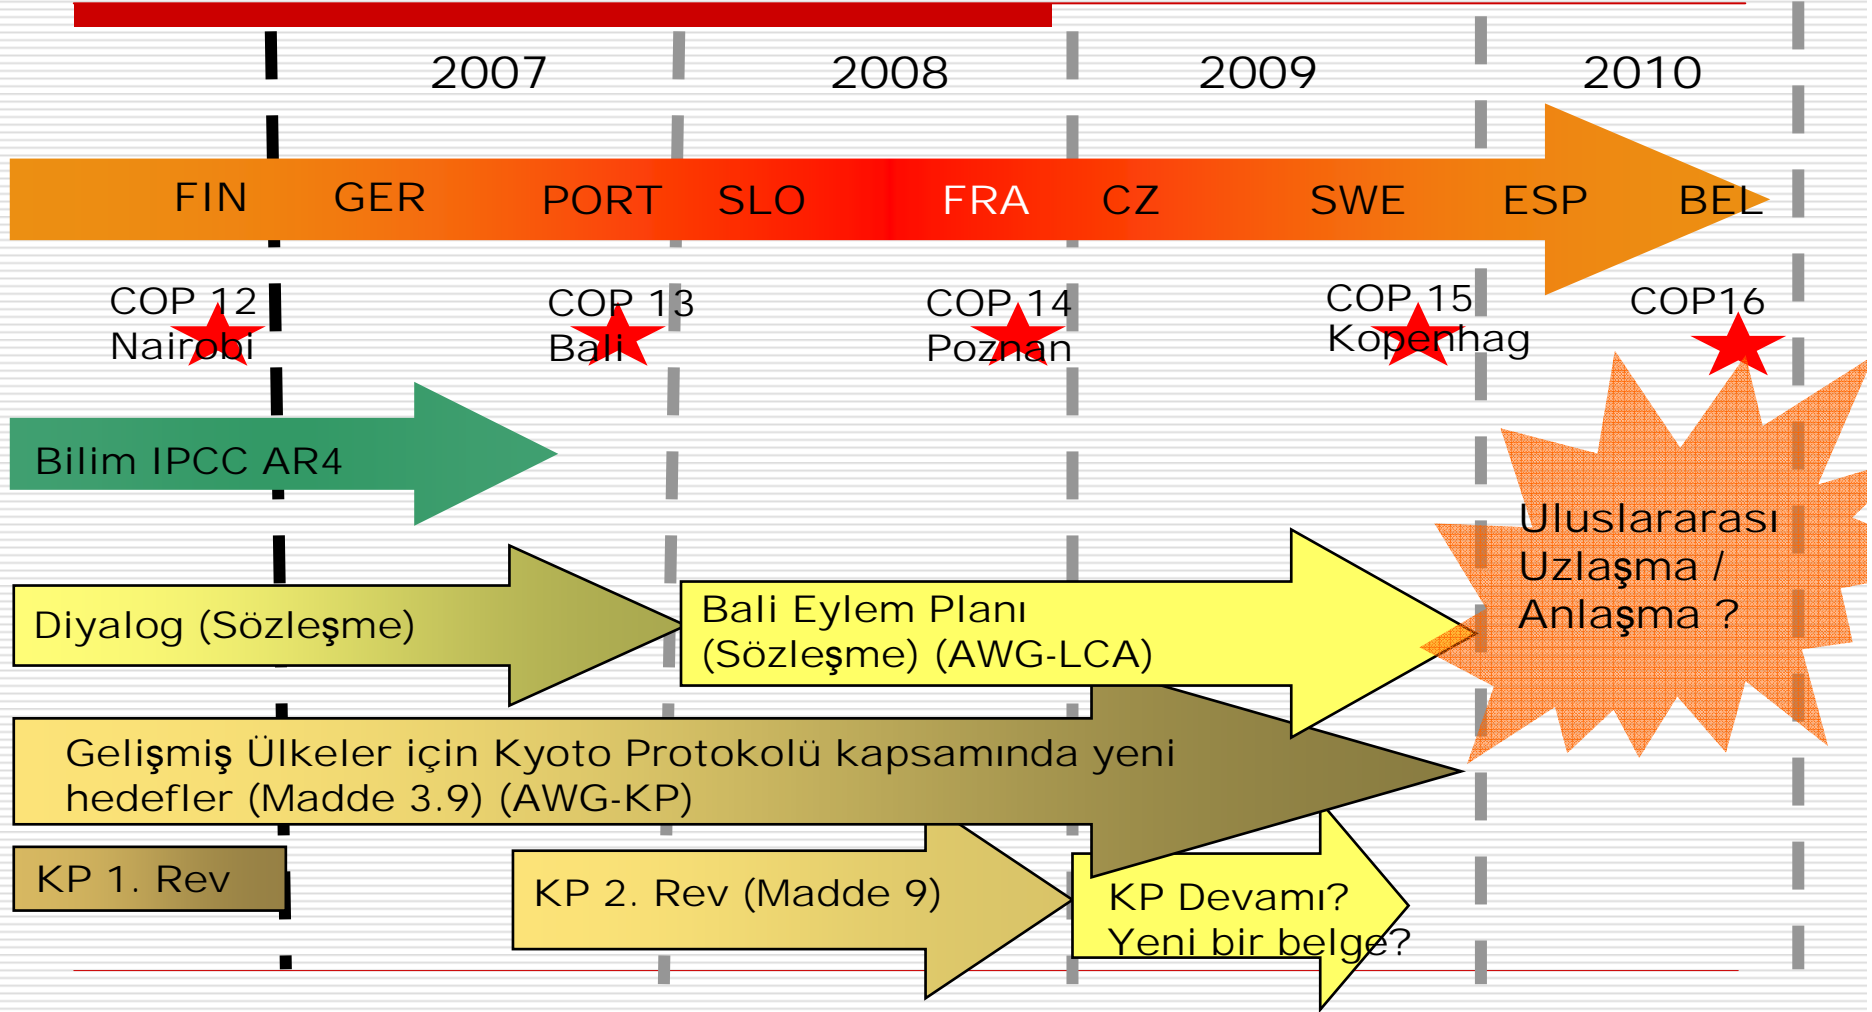 2007 2008 2009 2010
FIN GER PORT SLO FRA CZ SWE ESP BEL
COP 12
Nairobi
COP 13
Bali
COP 14
Poznan
COP 15
Kopenhag
COP16
Bilim IPCC AR4
Uluslararası
Uzlaşma /
Anlaşma ?
Diyalog (Sözleşme)
Bali Eylem Planı
(Sözleşme) (AWG-LCA)
Gelişmiş Ülkeler için Kyoto Protokolü kapsamında yeni
hedefler (Madde 3.9) (AWG-KP)
KP 1. Rev
KP 2. Rev (Madde 9)
KP Devamı?
Yeni bir belge?